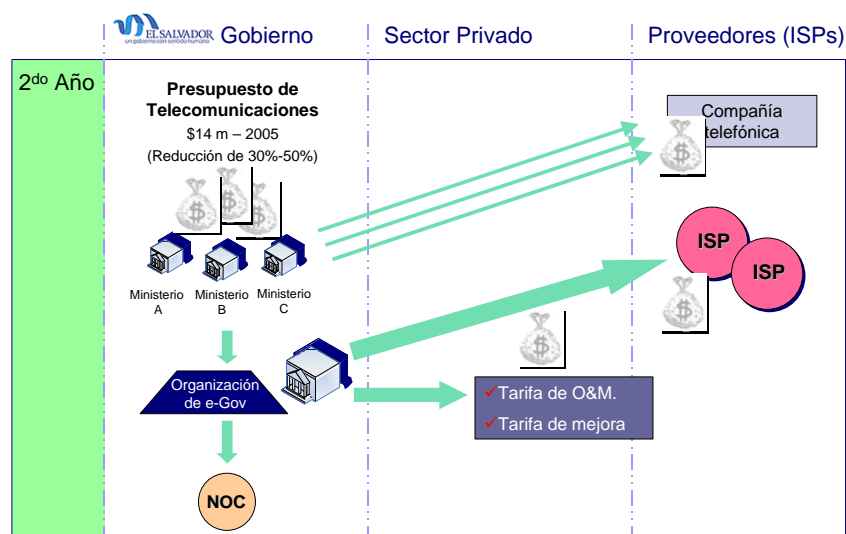 EL SALVADOR
un gobierno con sentido humano
Gobierno
Sector Privado
Proveedores (ISPs)
2do Año
Presupuesto de
Telecomunicaciones
$14 m – 2005
(Reducción de 30%-50%)
$ $ $
Ministerio
A
Ministerio
B
Ministerio
C
Organización
de e-Gov
NOC
$
✓Tarifa de O&M.
✓Tarifa de mejora
Compañía
telefónica
$
ISP
ISP
$